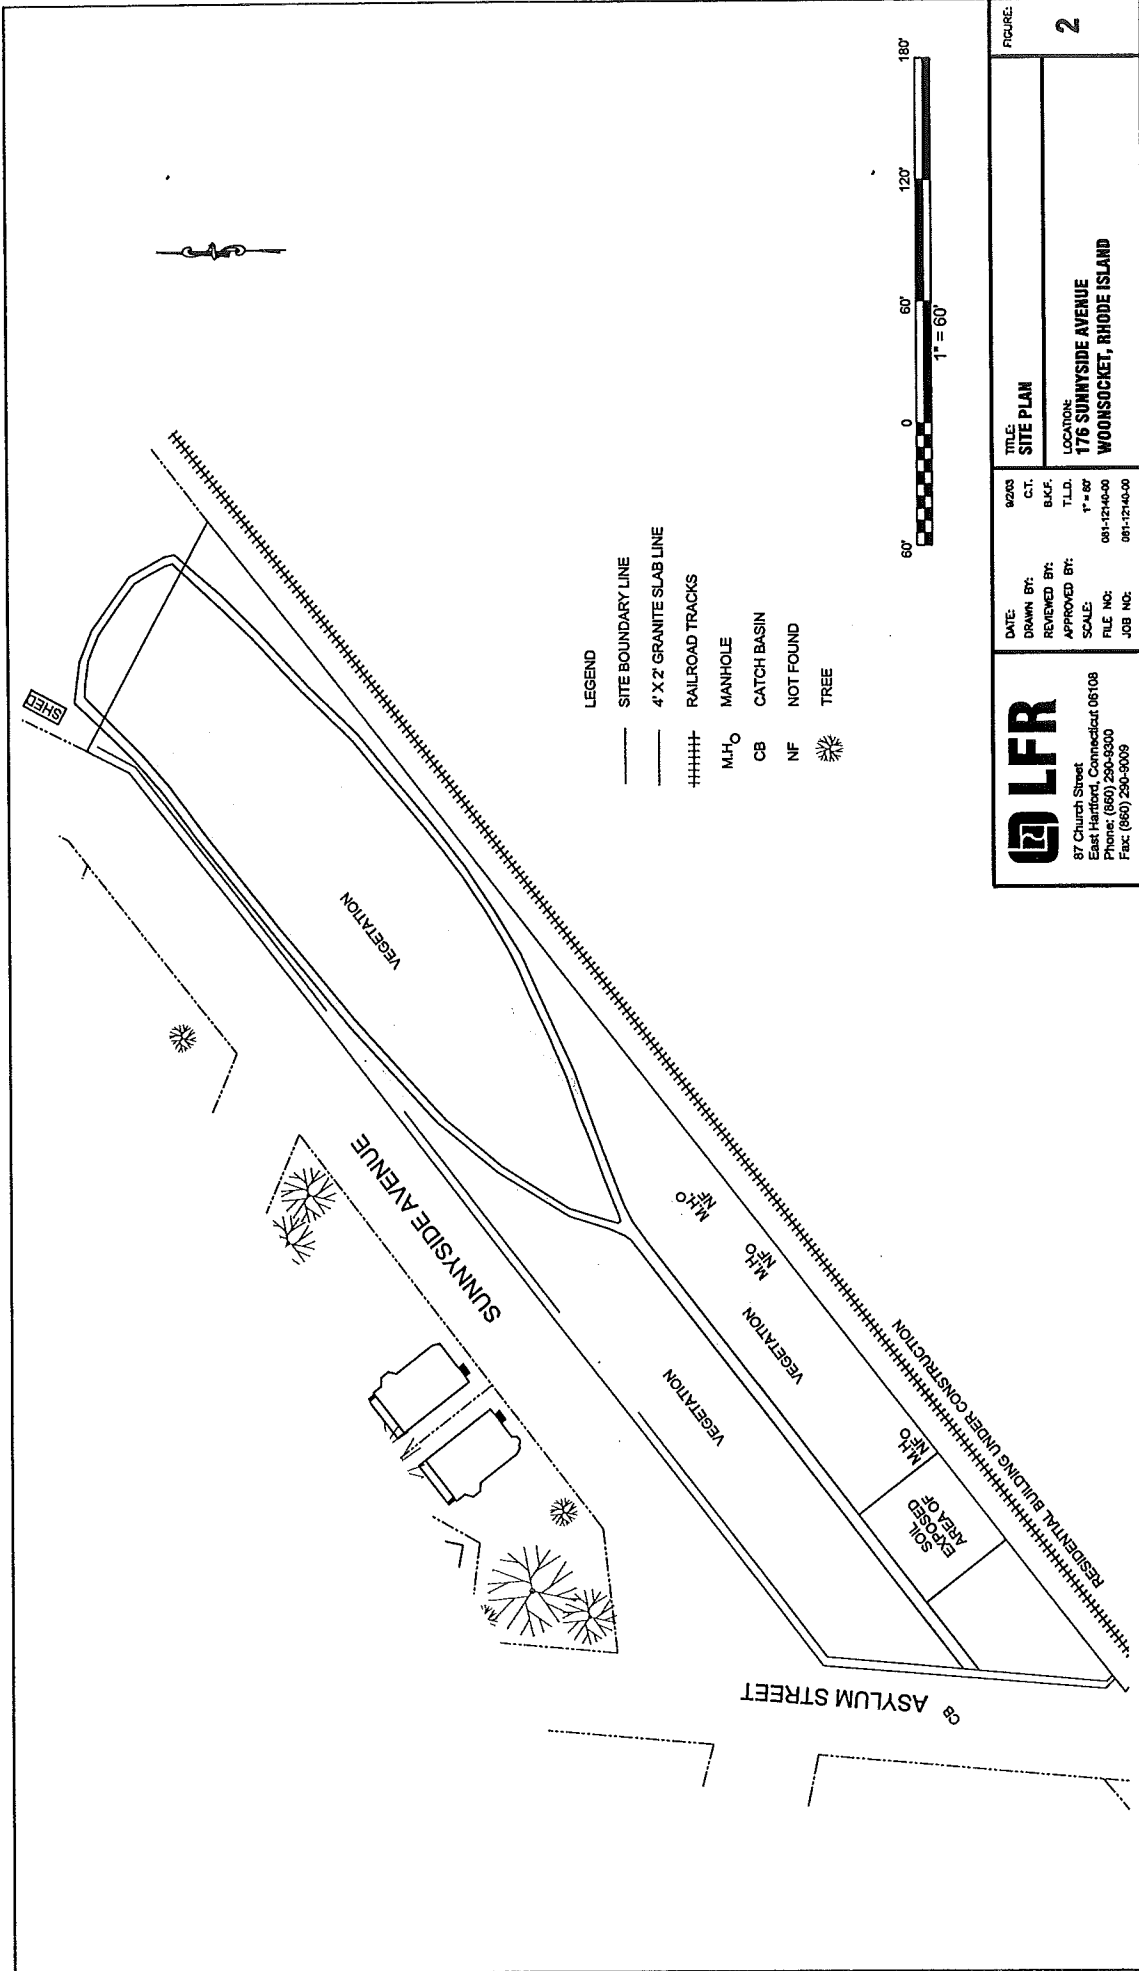 SHED
VEGETATION
SUNNYSIDE AVENUE
M.H.
NF
M.H.
NF
VEGETATION
VEGETATION
M.H.
NF
AREA OF
EXPOSED
SOIL
RESIDENTIAL BUILDING UNDER CONSTRUCTION
ASYLUM STREET
CB
LEGEND
SITE BOUNDARY LINE
4' X 2' GRANITE SLAB LINE
RAILROAD TRACKS
M.H. MANHOLE
CB CATCH BASIN
NF NOT FOUND
TREE
60' 0 60' 120' 180'
1" = 60'
LFR
87 Church Street
East Hartford, Connecticut 06108
Phone: (860) 290-9300
Fax: (860) 290-9009
DATE: 9/2/03
DRAWN BY: C.T.
REVIEWED BY: B.K.F.
APPROVED BY: T.L.D.
SCALE: 1" = 60'
FILE NO: 081-12140-00
JOB NO: 081-12140-00
TITLE:
SITE PLAN
LOCATION:
176 SUNNYSIDE AVENUE
WOONSOCKET, RHODE ISLAND
FIGURE:
2